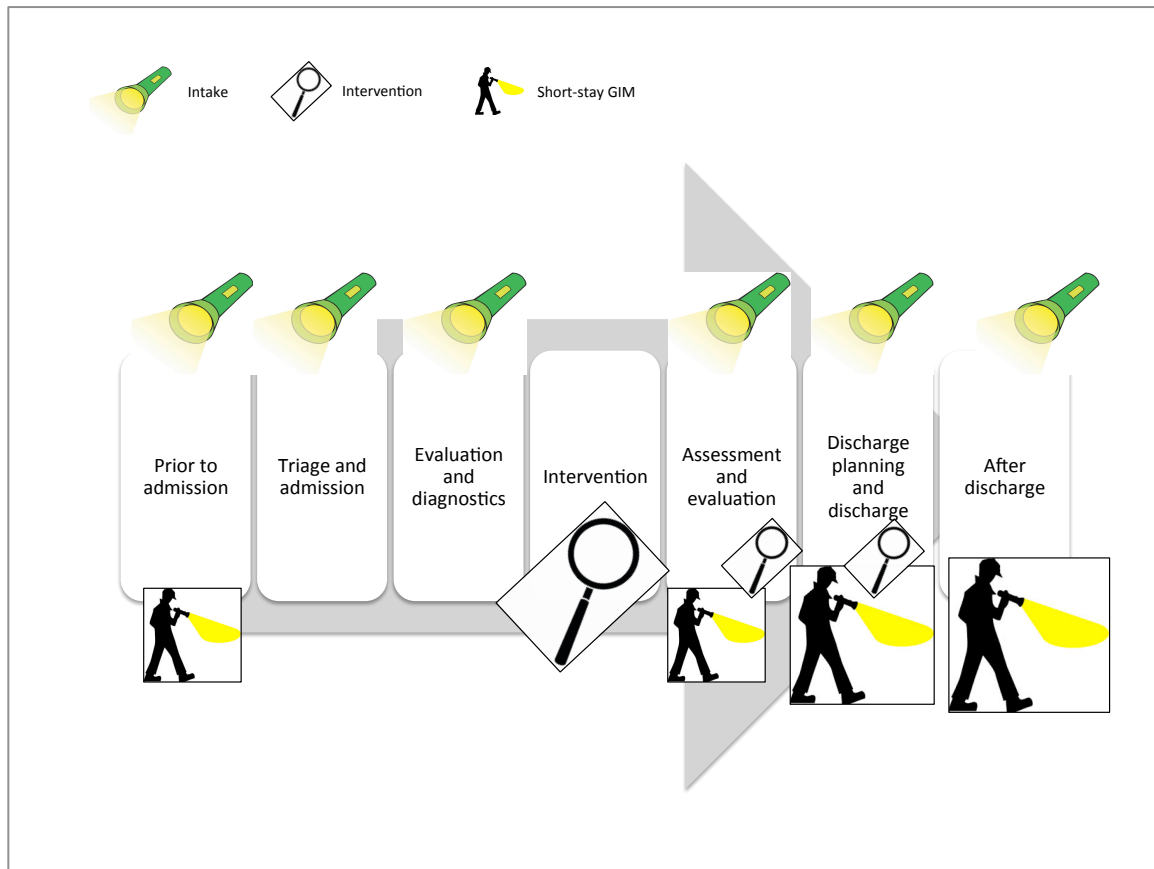 Intake
Intervention
Short-stay GIM
Prior to
admission
Triage and
admission
Evaluation
and
diagnostics
Intervention
Assessment
and
evaluation
Discharge
planning
and
discharge
After
discharge